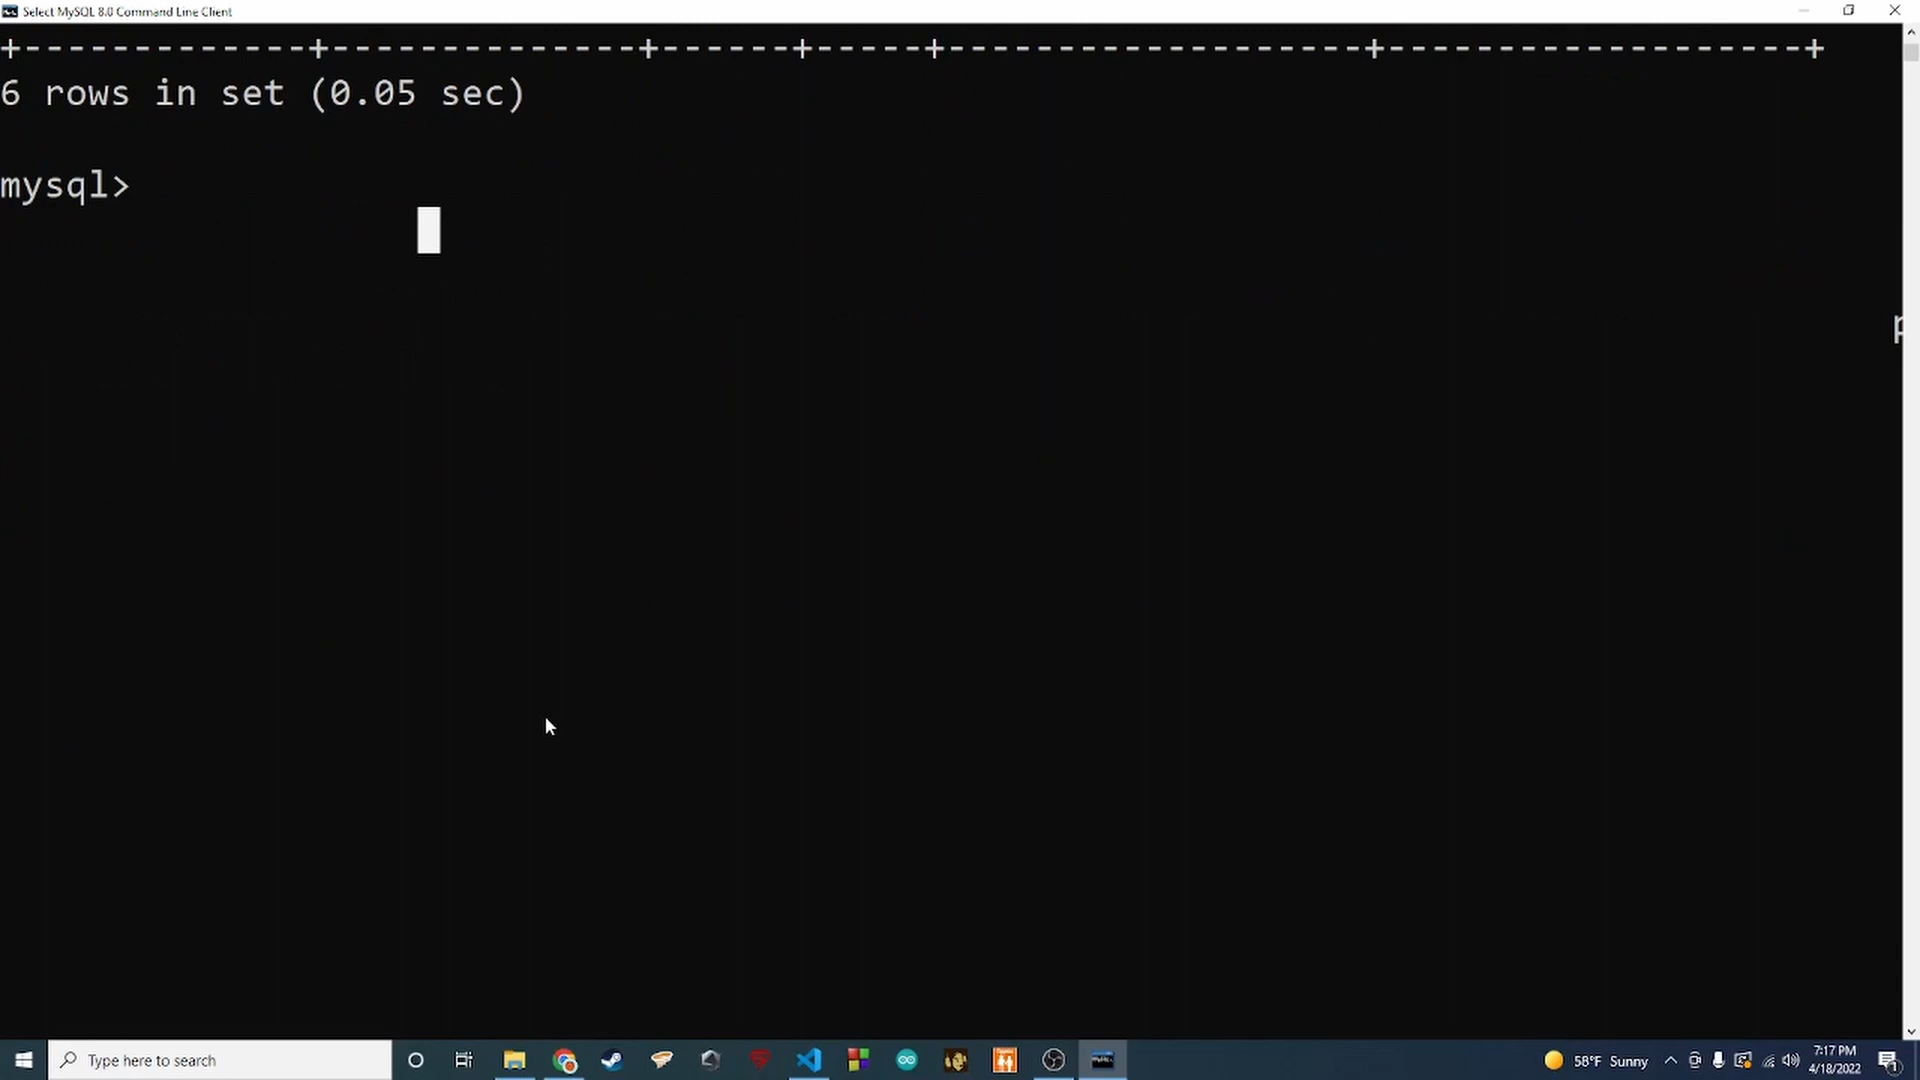 Select MySQL 8.0 Command Line Client
+-------------+--------------+------+-----+-------------------+-------------------+
6 rows in set (0.05 sec)
mysql>
Type here to search
58°F Sunny
7:17 PM
4/18/2022
1